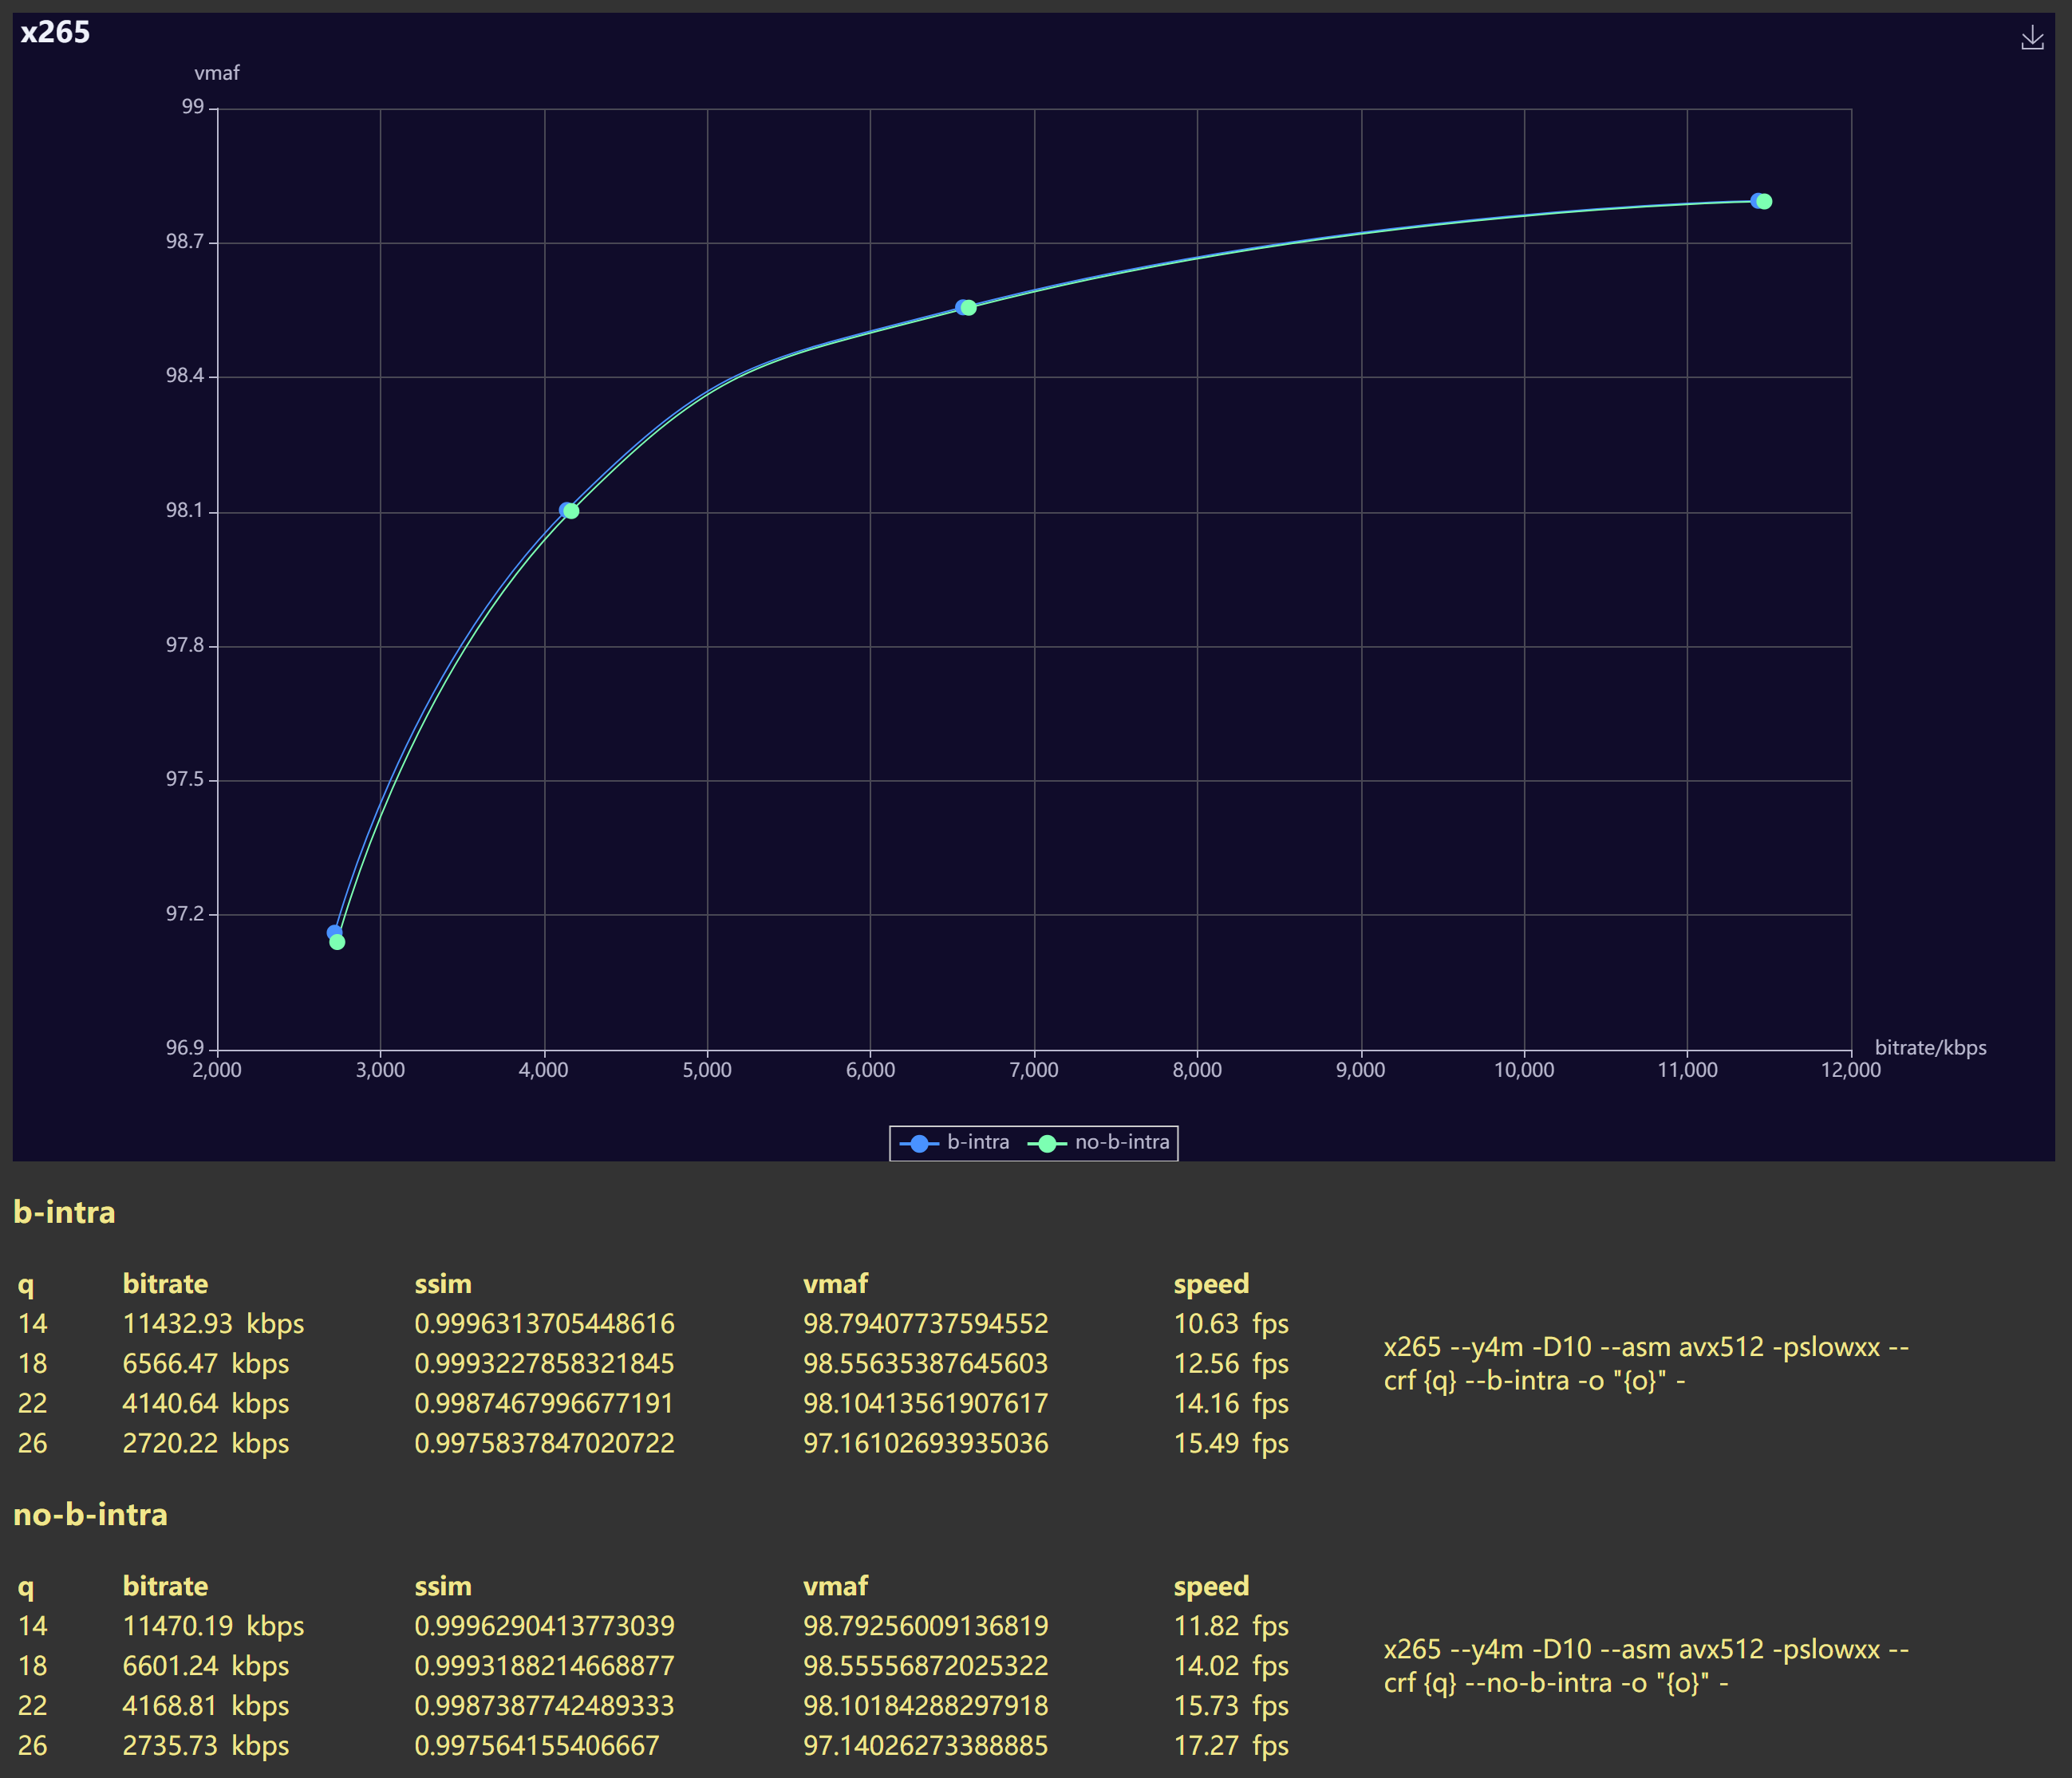 x265
vmaf
99
98.7
98.4
98.1
97.8
97.5
97.2
96.9
bitrate/kbps
2,000 3,000 4,000 5,000 6,000 7,000 8,000 9,000 10,000 11,000 12,000
b-intra no-b-intra
b-intra
q bitrate ssim vmaf speed
14 11432.93 kbps 0.9996313705448616 98.79407737594552 10.63 fps
18 6566.47 kbps 0.9993227858321845 98.55635387645603 12.56 fps
22 4140.64 kbps 0.9987467996677191 98.10413561907617 14.16 fps
26 2720.22 kbps 0.9975837847020722 97.16102693935036 15.49 fps
x265 --y4m -D10 --asm avx512 -pslowxx --
crf {q} --b-intra -o "{o}" -
no-b-intra
q bitrate ssim vmaf speed
14 11470.19 kbps 0.9996290413773039 98.79256009136819 11.82 fps
18 6601.24 kbps 0.9993188214668877 98.55556872025322 14.02 fps
22 4168.81 kbps 0.9987387742489333 98.10184288297918 15.73 fps
26 2735.73 kbps 0.997564155406667 97.14026273388885 17.27 fps
x265 --y4m -D10 --asm avx512 -pslowxx --
crf {q} --no-b-intra -o "{o}" -